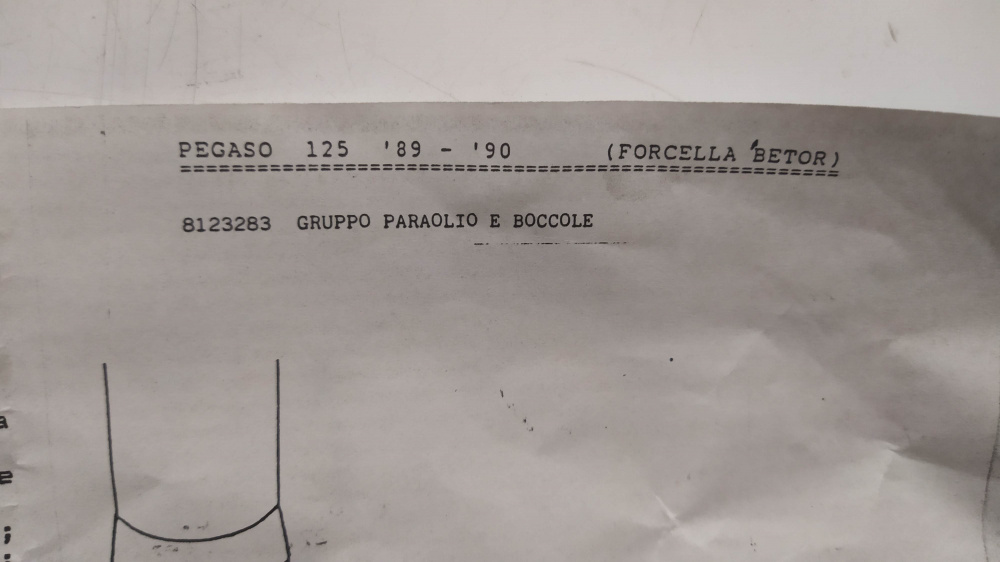 PEGASO 125 '89 - '90 (FORCELLA 'BETOR)
==========================================================
8123283 GRUPPO PARAOLIO E BOCCOLE